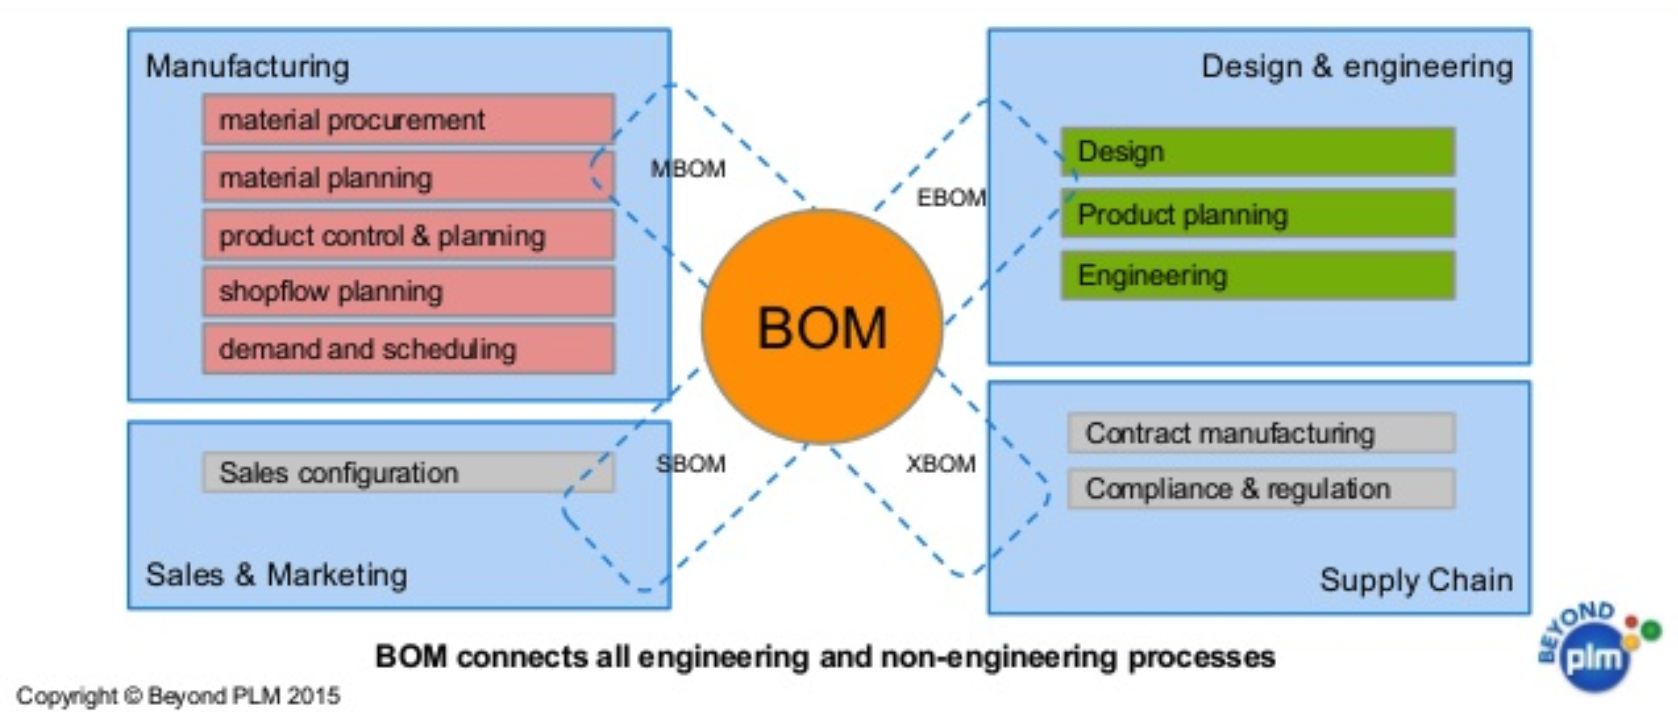 Manufacturing
material procurement
material planning
product control & planning
shopflow planning
demand and scheduling
MBOM
Design & engineering
Design
Product planning
Engineering
EBOM
BOM
Sales configuration
SBOM
Sales & Marketing
XBOM
Contract manufacturing
Compliance & regulation
Supply Chain
BOM connects all engineering and non-engineering processes
BEYOND
plm
Copyright © Beyond PLM 2015